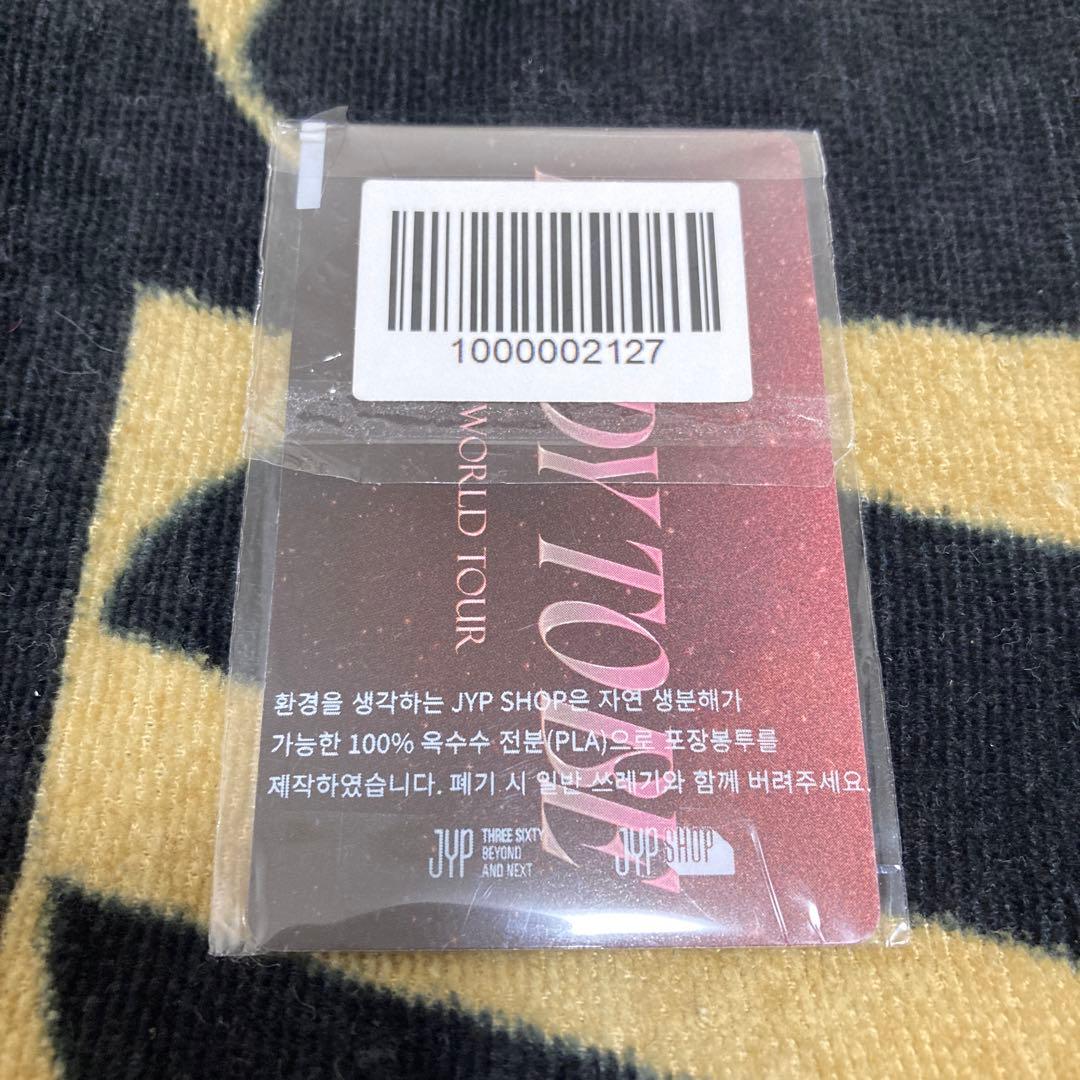 1000002127
DY TO BE
WORLD TOUR
환경을 생각하는 JYP SHOP은 자연 생분해가
가능한 100% 옥수수 전분(PLA)으로 포장봉투를
제작하였습니다. 폐기 시 일반 쓰레기와 함께 버려주세요.
JYP THREE SIXTY
BEYOND
AND NEXT
JYP SHOP